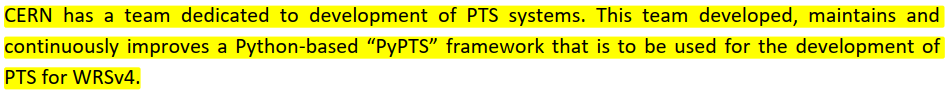 CERN has a team dedicated to development of PTS systems. This team developed, maintains and
continuously improves a Python-based “PyPTS” framework that is to be used for the development of
PTS for WRSv4.